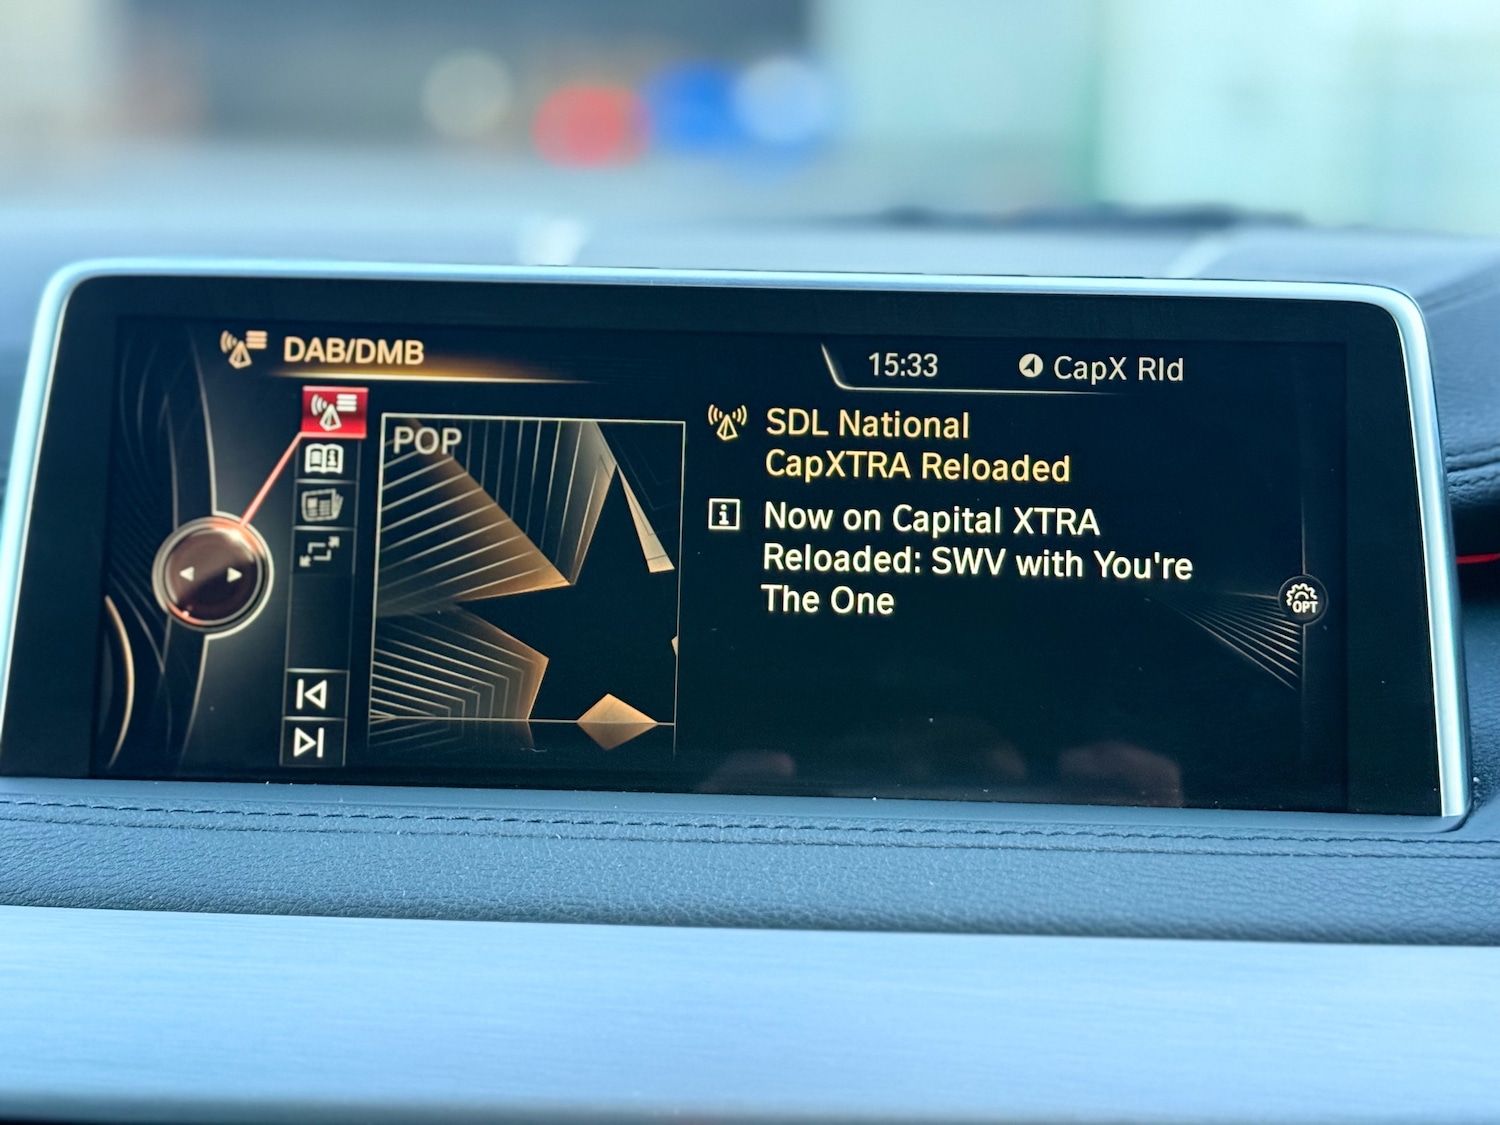 DAB/DMB
15:33
CapX Rld
POP
SDL National
CapXTRA Reloaded
Now on Capital XTRA
Reloaded: SWV with You're
The One
OPT